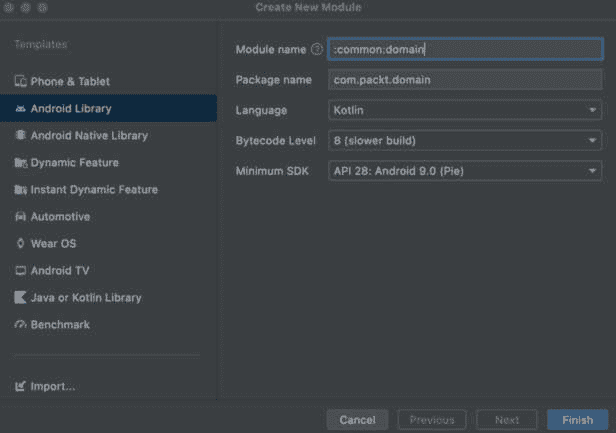 Create New Module
Templates
Phone & Tablet
Android Library
Android Native Library
Dynamic Feature
Instant Dynamic Feature
Automotive
Wear OS
Android TV
Java or Kotlin Library
Benchmark
Import...
Module name ? :common:domain
Package name com.packt.domain
Language Kotlin
Bytecode Level 8 (slower build)
Minimum SDK API 28: Android 9.0 (Pie)
Cancel Previous Next Finish